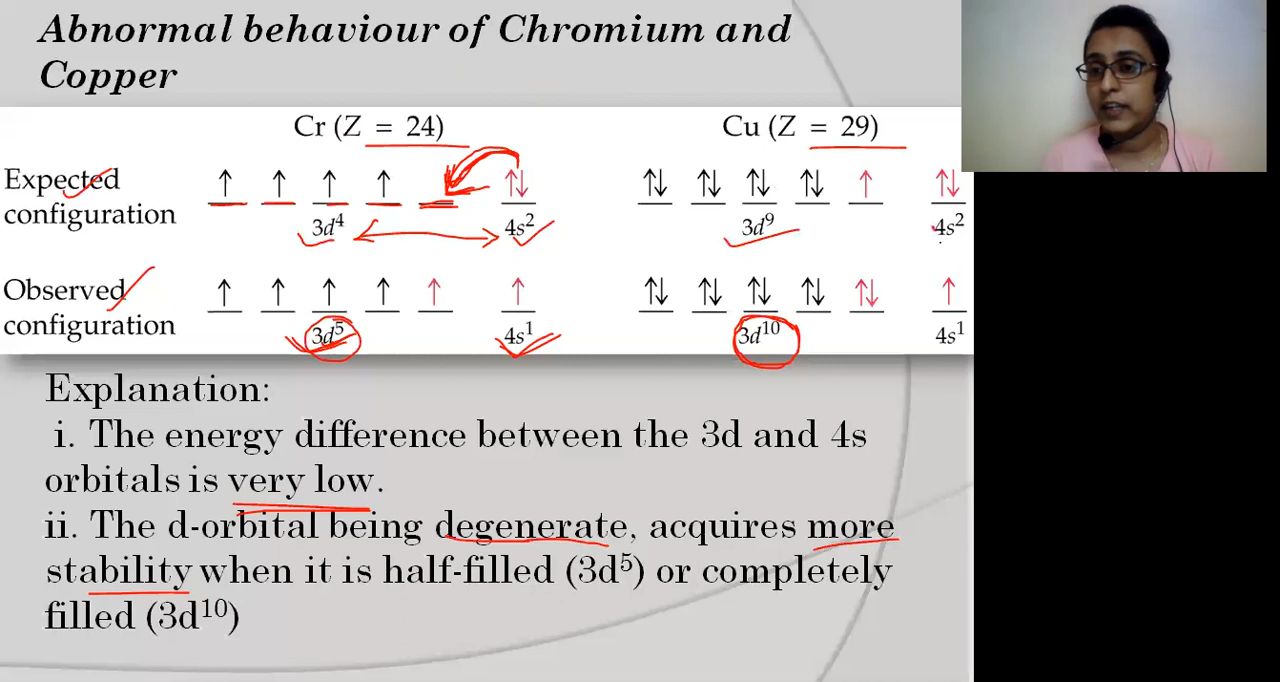 Abnormal behaviour of Chromium and
Copper
Cr (Z = 24) Cu (Z = 29)
Expected
configuration
↑ ↑ ↑ ↑ ⇅ ⇅ ⇅ ⇅ ⇅ ↑ ⇅
3d⁴ 4s² 3d⁹ 4s²
Observed
configuration
↑ ↑ ↑ ↑ ↑ ↑ ⇅ ⇅ ⇅ ⇅ ⇅ ↑
3d⁵ 4s¹ 3d¹⁰ 4s¹
Explanation:
i. The energy difference between the 3d and 4s
orbitals is very low.
ii. The d-orbital being degenerate, acquires more
stability when it is half-filled (3d⁵) or completely
filled (3d¹⁰)